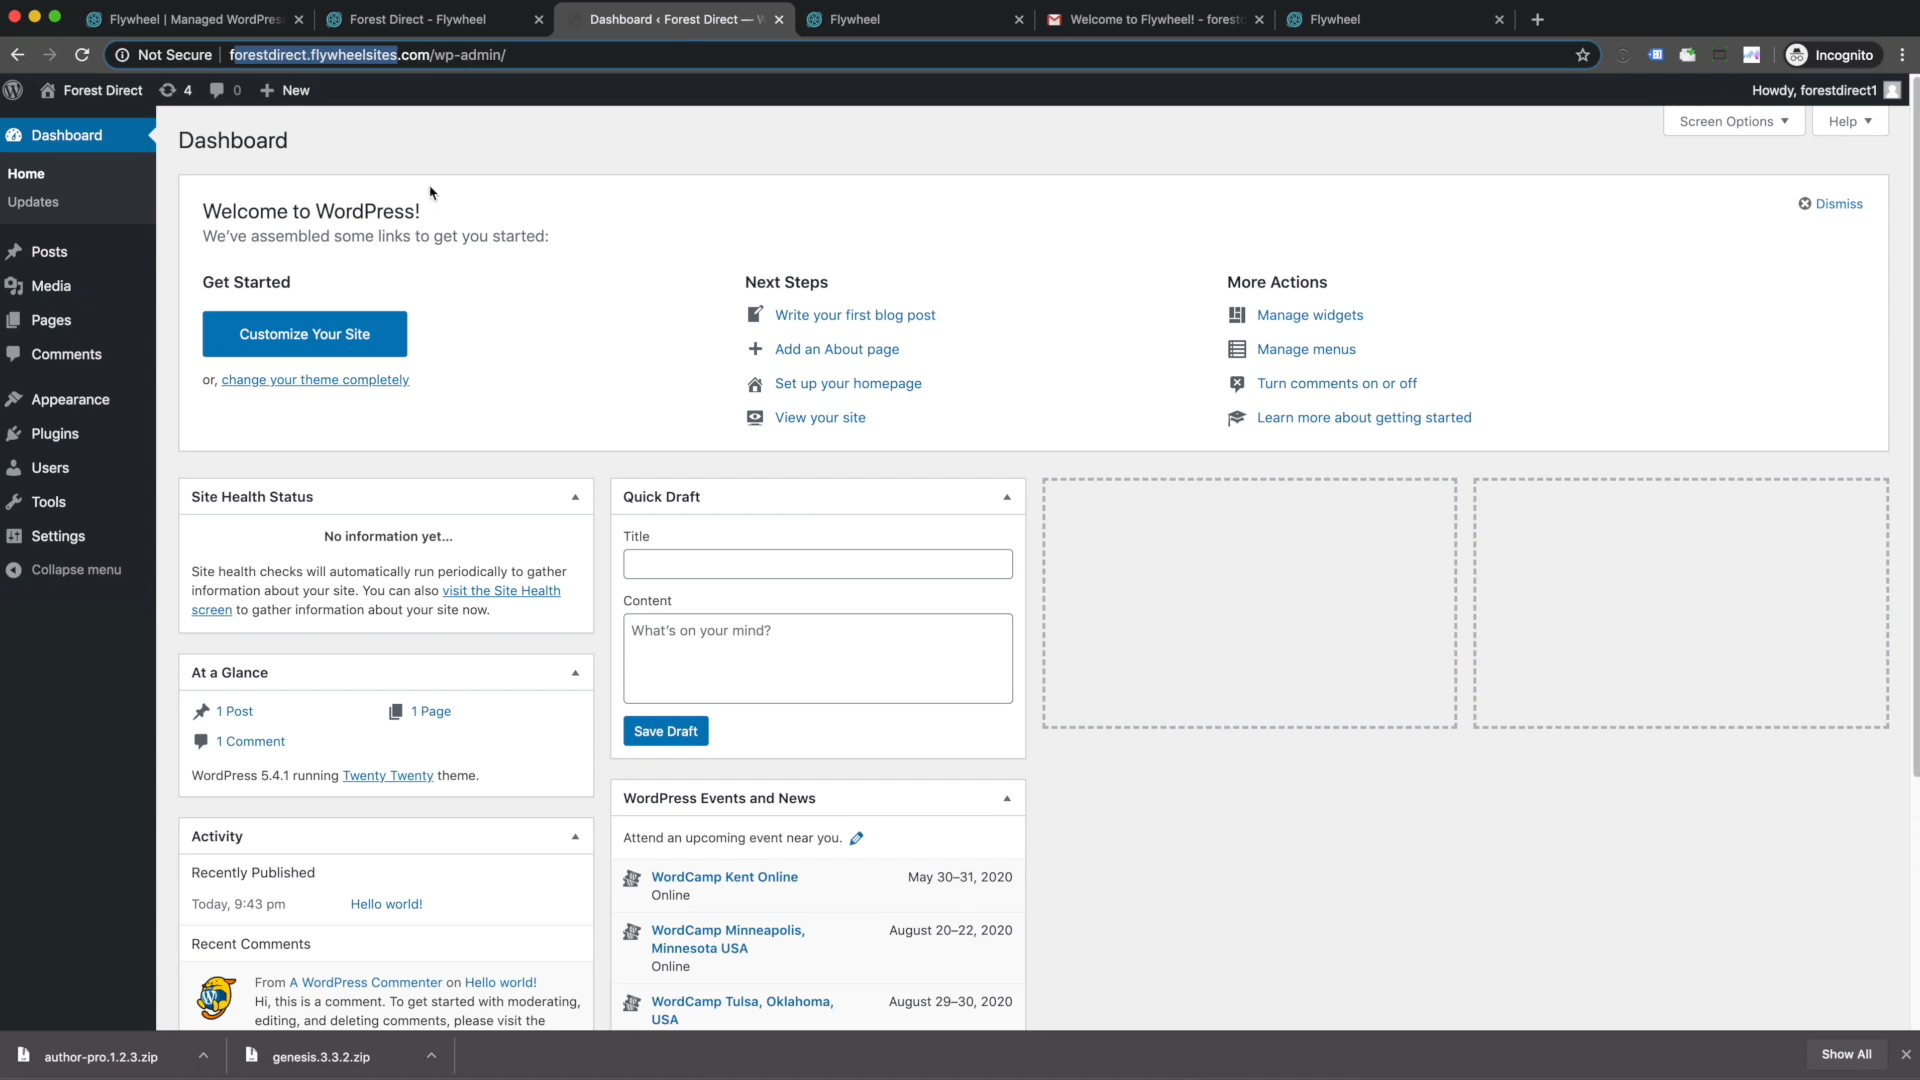 Flywheel | Managed WordPres
Forest Direct - Flywheel
Dashboard ‹ Forest Direct — W
Flywheel
Welcome to Flywheel! - forestd
Flywheel
Not Secure
forestdirect.flywheelsites.com/wp-admin/
Incognito
Forest Direct
4
0
New
Howdy, forestdirect1
Dashboard
Home
Updates
Posts
Media
Pages
Comments
Appearance
Plugins
Users
Tools
Settings
Collapse menu
Dashboard
Screen Options
Help
Welcome to WordPress!
We've assembled some links to get you started:
Dismiss
Get Started
Customize Your Site
or, change your theme completely
Next Steps
Write your first blog post
Add an About page
Set up your homepage
View your site
More Actions
Manage widgets
Manage menus
Turn comments on or off
Learn more about getting started
Site Health Status
No information yet...
Site health checks will automatically run periodically to gather
information about your site. You can also visit the Site Health
screen to gather information about your site now.
At a Glance
1 Post
1 Page
1 Comment
WordPress 5.4.1 running Twenty Twenty theme.
Activity
Recently Published
Today, 9:43 pm
Hello world!
Recent Comments
From A WordPress Commenter on Hello world!
Hi, this is a comment. To get started with moderating,
editing, and deleting comments, please visit the
Quick Draft
Title
Content
What's on your mind?
Save Draft
WordPress Events and News
Attend an upcoming event near you.
WordCamp Kent Online
May 30–31, 2020
Online
WordCamp Minneapolis,
August 20–22, 2020
Minnesota USA
Online
WordCamp Tulsa, Oklahoma,
August 29–30, 2020
USA
author-pro.1.2.3.zip
genesis.3.3.2.zip
Show All